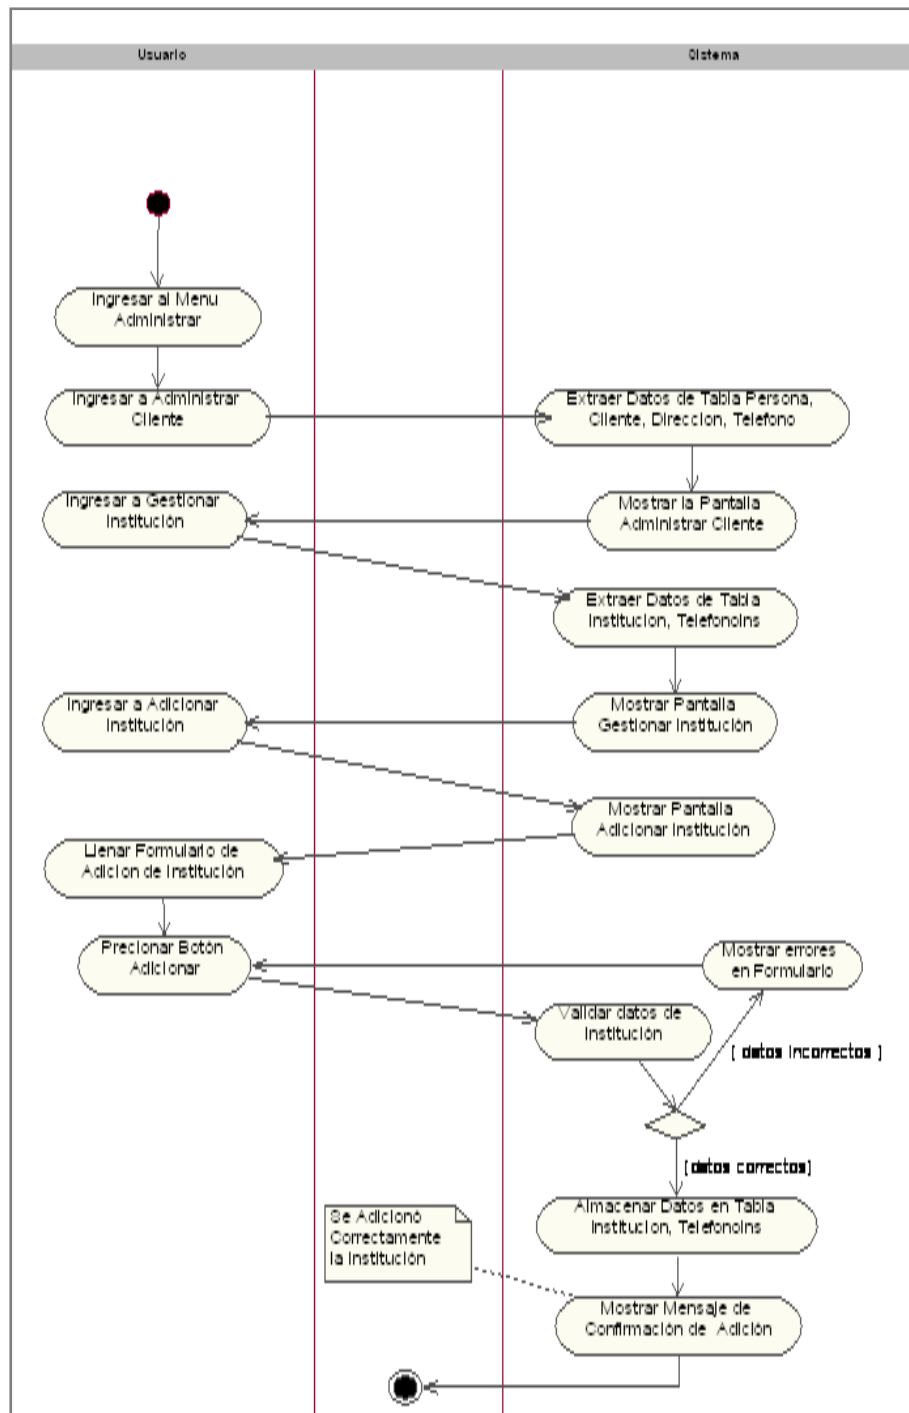 Usuario
Sistema
Ingresar al Menu
Administrar
Ingresar a Administrar
Cliente
Extraer Datos de Tabla Persona,
Cliente, Direccion, Telefono
Ingresar a Gestionar
Institución
Mostrar la Pantalla
Administrar Cliente
Extraer Datos de Tabla
Institucion, TelefonoIns
Ingresar a Adicionar
Institución
Mostrar Pantalla
Gestionar Institución
Mostrar Pantalla
Adicionar Institución
Llenar Formulario de
Adicion de Institución
Precionar Botón
Adicionar
Mostrar errores
en Formulario
Validar datos de
Institución
[ datos incorrectos ]
[datos correctos]
Almacenar Datos en Tabla
Institucion, TelefonoIns
Se Adicionó
Correctamente
la Institución
Mostrar Mensaje de
Confirmación de Adición